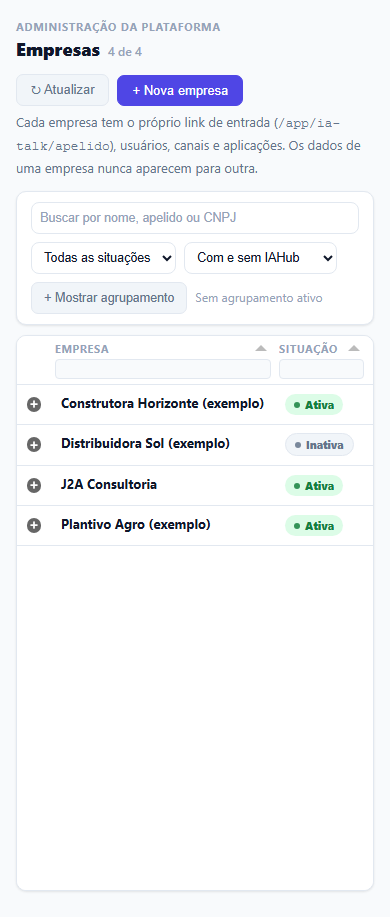 ADMINISTRAÇÃO DA PLATAFORMA
Empresas 4 de 4
↻ Atualizar + Nova empresa
Cada empresa tem o próprio link de entrada (/app/ia-
talk/apelido), usuários, canais e aplicações. Os dados de
uma empresa nunca aparecem para outra.
Buscar por nome, apelido ou CNPJ
Todas as situações Com e sem IAHub
+ Mostrar agrupamento Sem agrupamento ativo
EMPRESA SITUAÇÃO
Construtora Horizonte (exemplo) Ativa
Distribuidora Sol (exemplo) Inativa
J2A Consultoria Ativa
Plantivo Agro (exemplo) Ativa